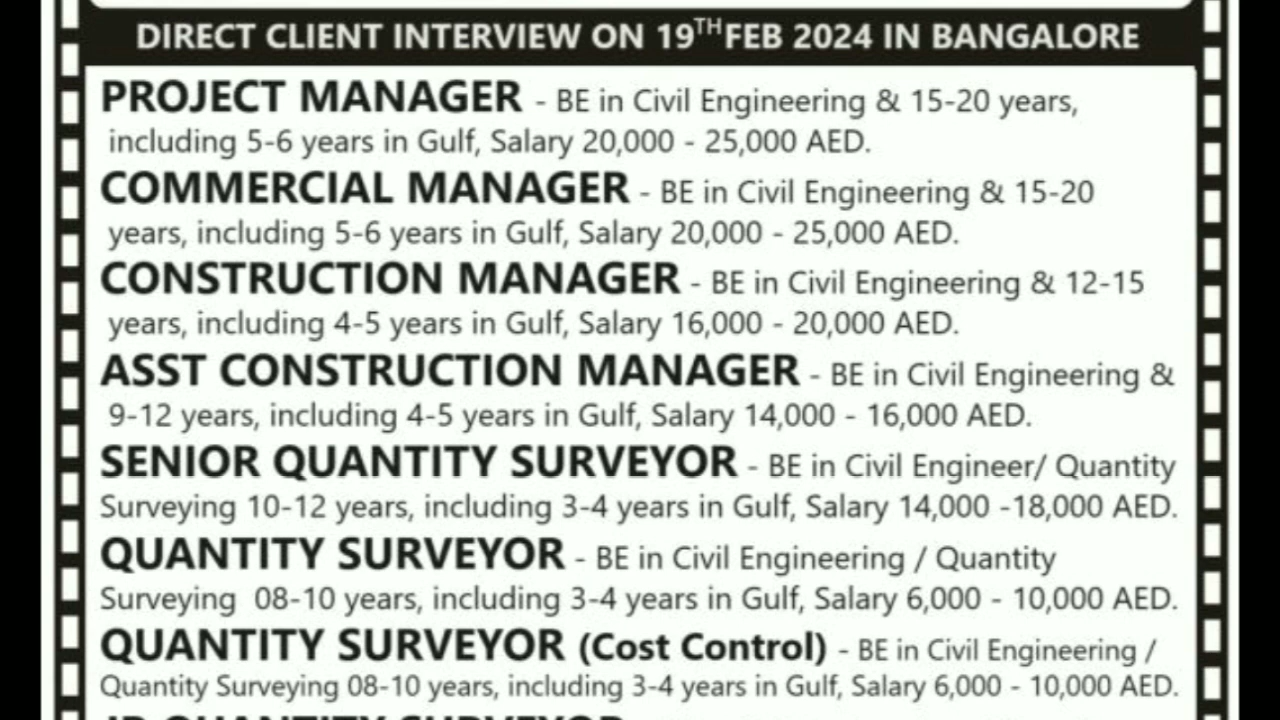 DIRECT CLIENT INTERVIEW ON 19TH FEB 2024 IN BANGALORE
PROJECT MANAGER - BE in Civil Engineering & 15-20 years,
including 5-6 years in Gulf, Salary 20,000 - 25,000 AED.
COMMERCIAL MANAGER - BE in Civil Engineering & 15-20
years, including 5-6 years in Gulf, Salary 20,000 - 25,000 AED.
CONSTRUCTION MANAGER - BE in Civil Engineering & 12-15
years, including 4-5 years in Gulf, Salary 16,000 - 20,000 AED.
ASST CONSTRUCTION MANAGER - BE in Civil Engineering &
9-12 years, including 4-5 years in Gulf, Salary 14,000 - 16,000 AED.
SENIOR QUANTITY SURVEYOR - BE in Civil Engineer/ Quantity
Surveying 10-12 years, including 3-4 years in Gulf, Salary 14,000 -18,000 AED.
QUANTITY SURVEYOR - BE in Civil Engineering / Quantity
Surveying 08-10 years, including 3-4 years in Gulf, Salary 6,000 - 10,000 AED.
QUANTITY SURVEYOR (Cost Control) - BE in Civil Engineering /
Quantity Surveying 08-10 years, including 3-4 years in Gulf, Salary 6,000 - 10,000 AED.
JR QUANTITY SURVEYOR